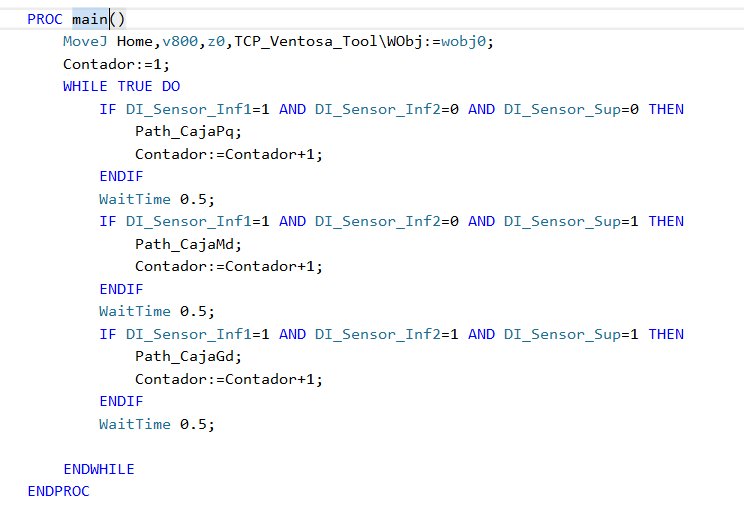 PROC main()
MoveJ Home,v800,z0,TCP_Ventosa_Tool\WObj:=wobj0;
Contador:=1;
WHILE TRUE DO
IF DI_Sensor_Inf1=1 AND DI_Sensor_Inf2=0 AND DI_Sensor_Sup=0 THEN
Path_CajaPq;
Contador:=Contador+1;
ENDIF
WaitTime 0.5;
IF DI_Sensor_Inf1=1 AND DI_Sensor_Inf2=0 AND DI_Sensor_Sup=1 THEN
Path_CajaMd;
Contador:=Contador+1;
ENDIF
WaitTime 0.5;
IF DI_Sensor_Inf1=1 AND DI_Sensor_Inf2=1 AND DI_Sensor_Sup=1 THEN
Path_CajaGd;
Contador:=Contador+1;
ENDIF
WaitTime 0.5;
ENDWHILE
ENDPROC